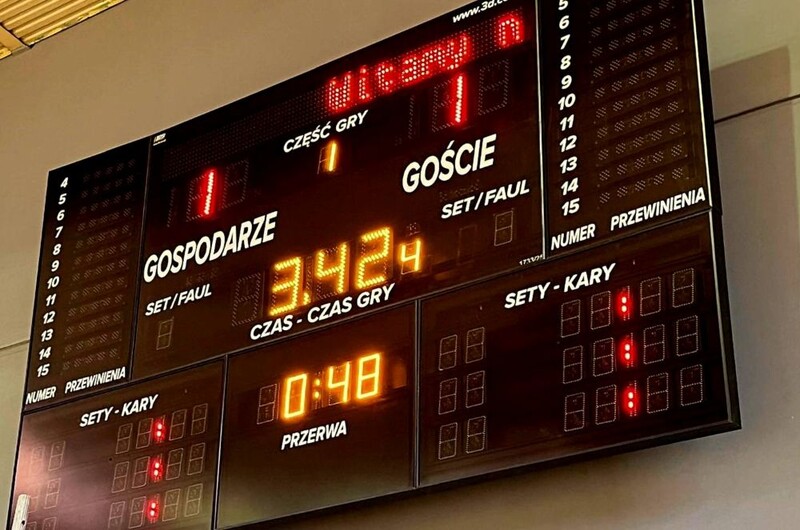 www.3d.co
Witamy n
CZĘŚĆ GRY
1
1
1
GOSPODARZE
GOŚCIE
SET/FAUL
SET/FAUL
3.42 4
CZAS - CZAS GRY
4
5
6
7
8
9
10
11
12
13
14
15
NUMER PRZEWINIENIA
5
6
7
8
9
10
11
12
13
14
15
NUMER PRZEWINIENIA
SETY - KARY
:
:
:
0:48
PRZERWA
SETY - KARY
:
:
: